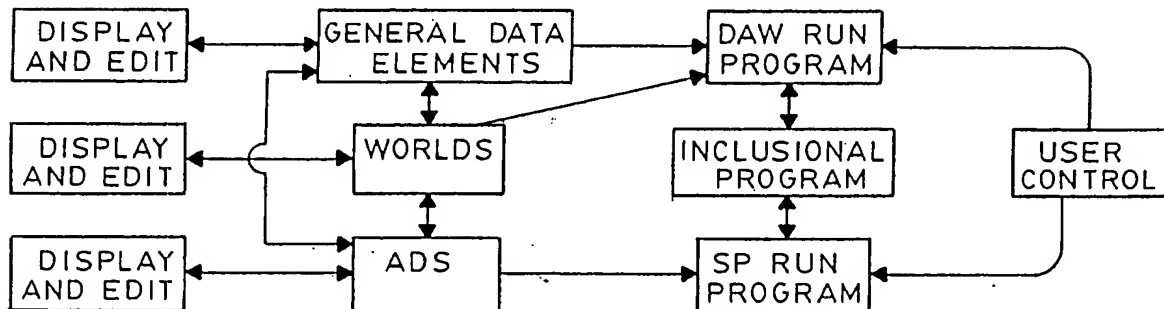 DISPLAY
AND EDIT
GENERAL DATA
ELEMENTS
DAW RUN
PROGRAM
DISPLAY
AND EDIT
WORLDS
INCLUSIONAL
PROGRAM
USER
CONTROL
DISPLAY
AND EDIT
ADS
SP RUN
PROGRAM